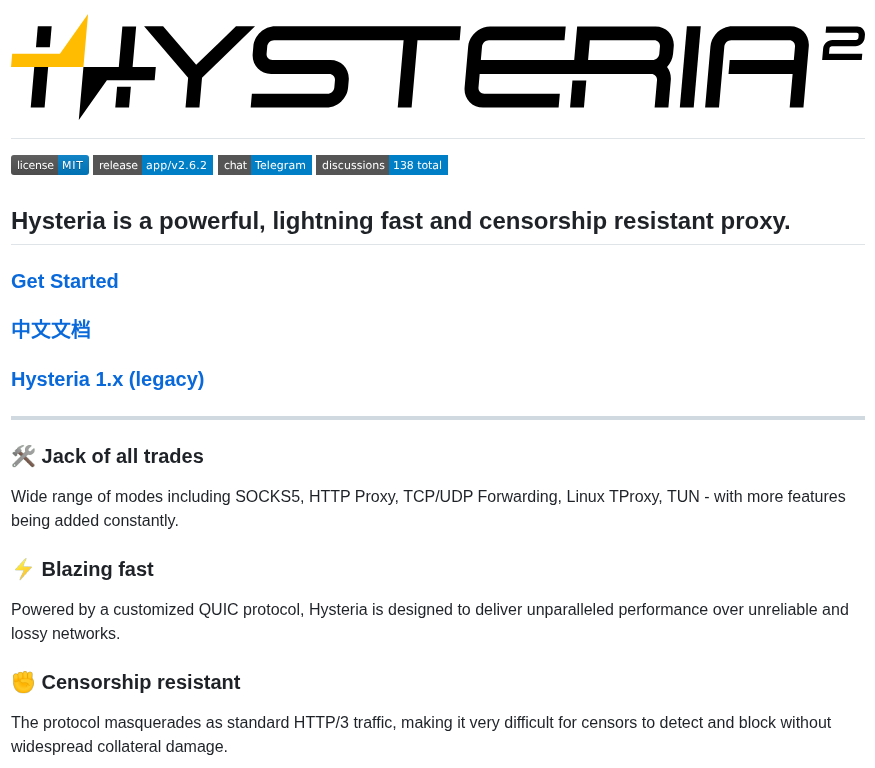 HYSTERIA²
license MIT release app/v2.6.2 chat Telegram discussions 138 total
Hysteria is a powerful, lightning fast and censorship resistant proxy.
Get Started
中文文档
Hysteria 1.x (legacy)
🛠️ Jack of all trades
Wide range of modes including SOCKS5, HTTP Proxy, TCP/UDP Forwarding, Linux TProxy, TUN - with more features
being added constantly.
⚡ Blazing fast
Powered by a customized QUIC protocol, Hysteria is designed to deliver unparalleled performance over unreliable and
lossy networks.
✊ Censorship resistant
The protocol masquerades as standard HTTP/3 traffic, making it very difficult for censors to detect and block without
widespread collateral damage.